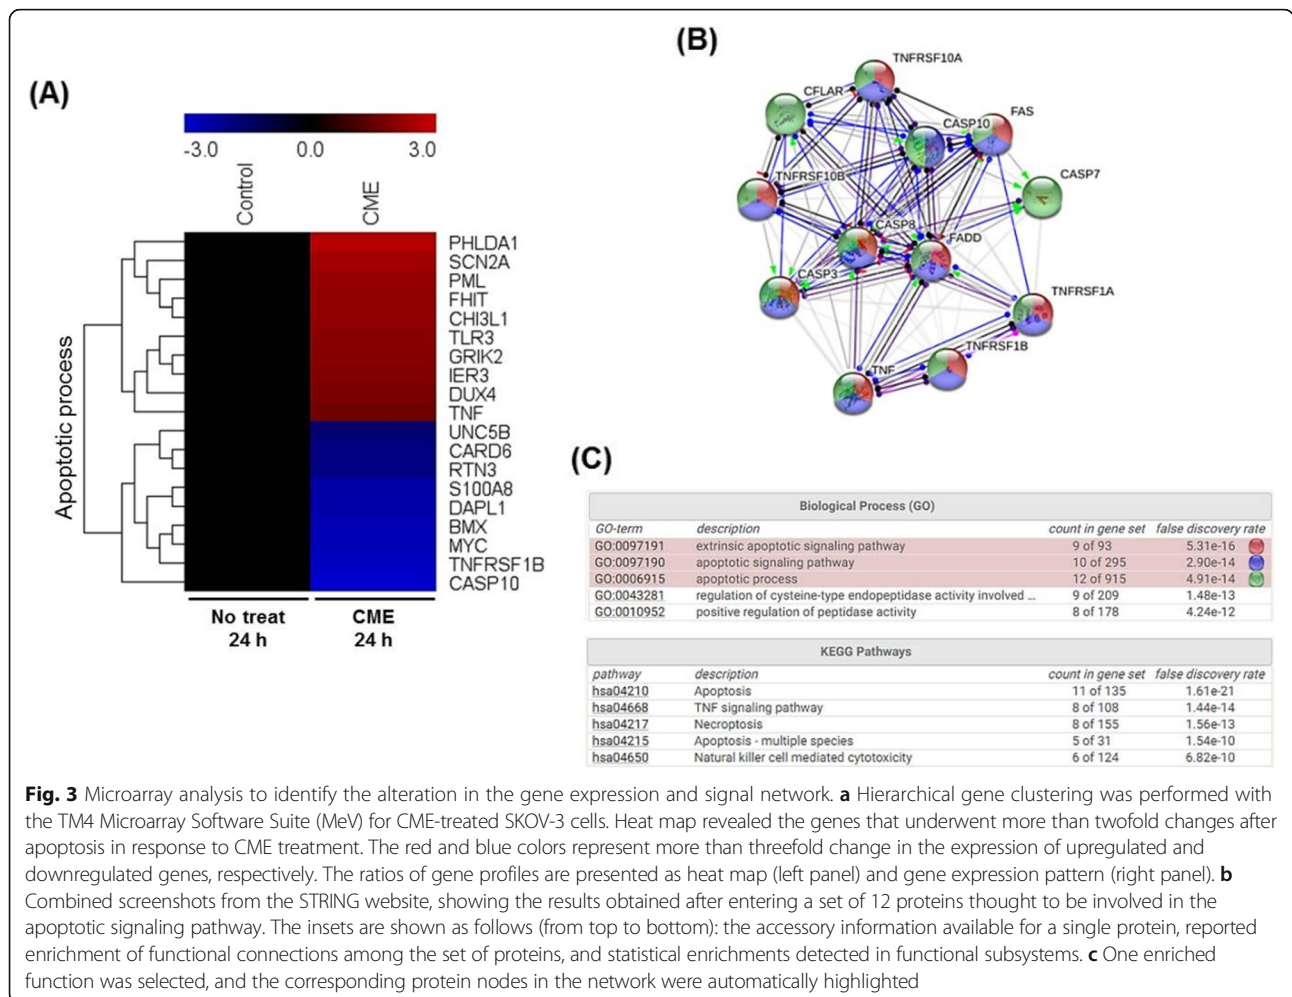 (A)
-3.0 0.0 3.0
Control CME
Apoptotic process
PHLDA1
SCN2A
PML
FHIT
CHI3L1
TLR3
GRIK2
IER3
DUX4
TNF
UNC5B
CARD6
RTN3
S100A8
DAPL1
BMX
MYC
TNFRSF1B
CASP10
No treat CME
24 h 24 h
(B)
TNFRSF10A
CFLAR
FAS
CASP10
CASP7
TNFRSF10B
CASP8
FADD
CASP3
TNFRSF1A
TNFRSF1B
TNF
(C)
Biological Process (GO)
GO-term description count in gene set false discovery rate
GO:0097191 extrinsic apoptotic signaling pathway 9 of 93 5.31e-16
GO:0097190 apoptotic signaling pathway 10 of 295 2.90e-14
GO:0006915 apoptotic process 12 of 915 4.91e-14
GO:0043281 regulation of cysteine-type endopeptidase activity involved ... 9 of 209 1.48e-13
GO:0010952 positive regulation of peptidase activity 8 of 178 4.24e-12
KEGG Pathways
pathway description count in gene set false discovery rate
hsa04210 Apoptosis 11 of 135 1.61e-21
hsa04668 TNF signaling pathway 8 of 108 1.44e-14
hsa04217 Necroptosis 8 of 155 1.56e-13
hsa04215 Apoptosis - multiple species 5 of 31 1.54e-10
hsa04650 Natural killer cell mediated cytotoxicity 6 of 124 6.82e-10
Fig. 3 Microarray analysis to identify the alteration in the gene expression and signal network. a Hierarchical gene clustering was performed with
the TM4 Microarray Software Suite (MeV) for CME-treated SKOV-3 cells. Heat map revealed the genes that underwent more than twofold changes after
apoptosis in response to CME treatment. The red and blue colors represent more than threefold change in the expression of upregulated and
downregulated genes, respectively. The ratios of gene profiles are presented as heat map (left panel) and gene expression pattern (right panel). b
Combined screenshots from the STRING website, showing the results obtained after entering a set of 12 proteins thought to be involved in the
apoptotic signaling pathway. The insets are shown as follows (from top to bottom): the accessory information available for a single protein, reported
enrichment of functional connections among the set of proteins, and statistical enrichments detected in functional subsystems. c One enriched
function was selected, and the corresponding protein nodes in the network were automatically highlighted